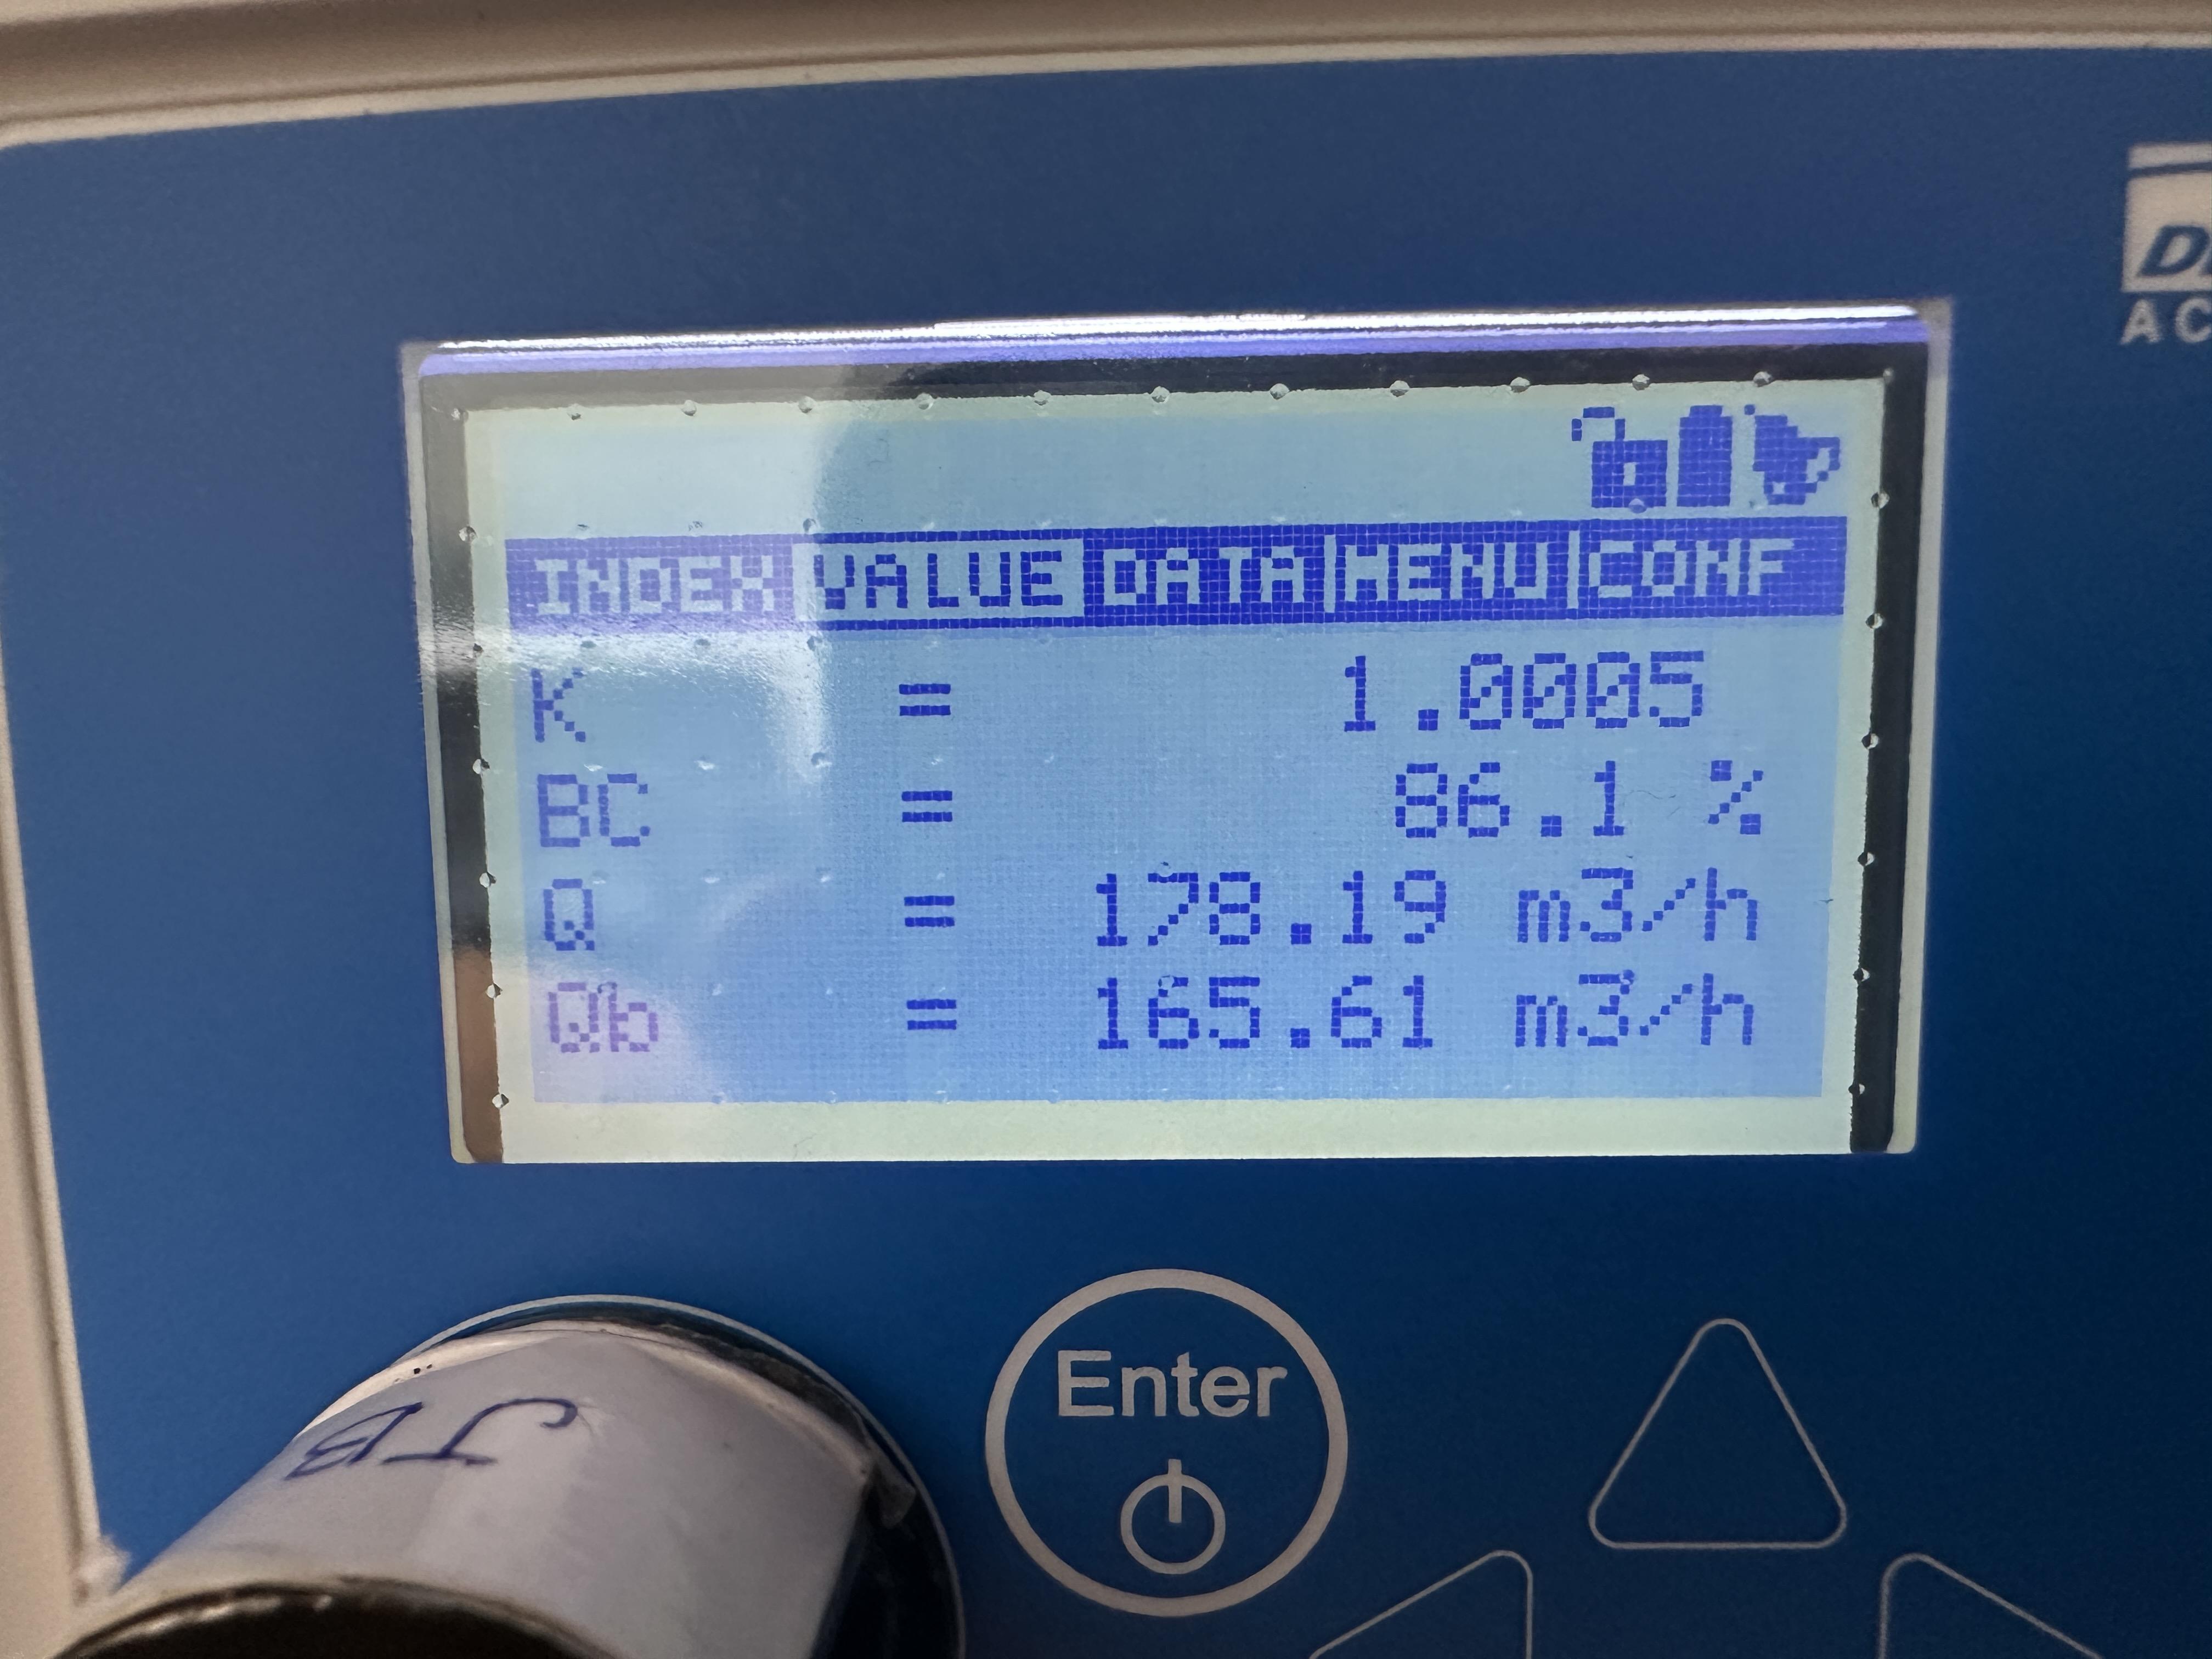 INDEX VALUE DATA|MENU|CONF
K = 1.0005
BC = 86.1 %
Q = 178.19 m3/h
Qb = 165.61 m3/h
Enter
JB